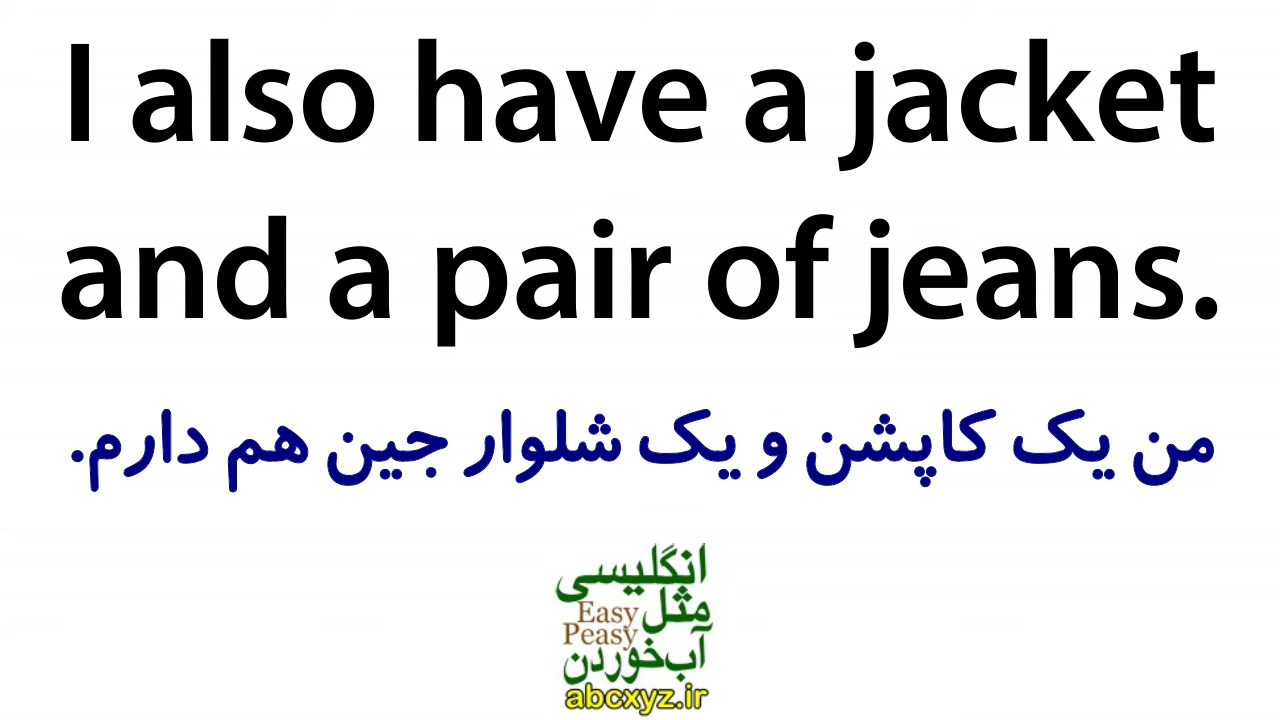 I also have a jacket
and a pair of jeans.
من یک کاپشن و یک شلوار جین هم دارم.
انگلیسی
مثل Easy
Peasy
آب‌خوردن
abcxyz.ir